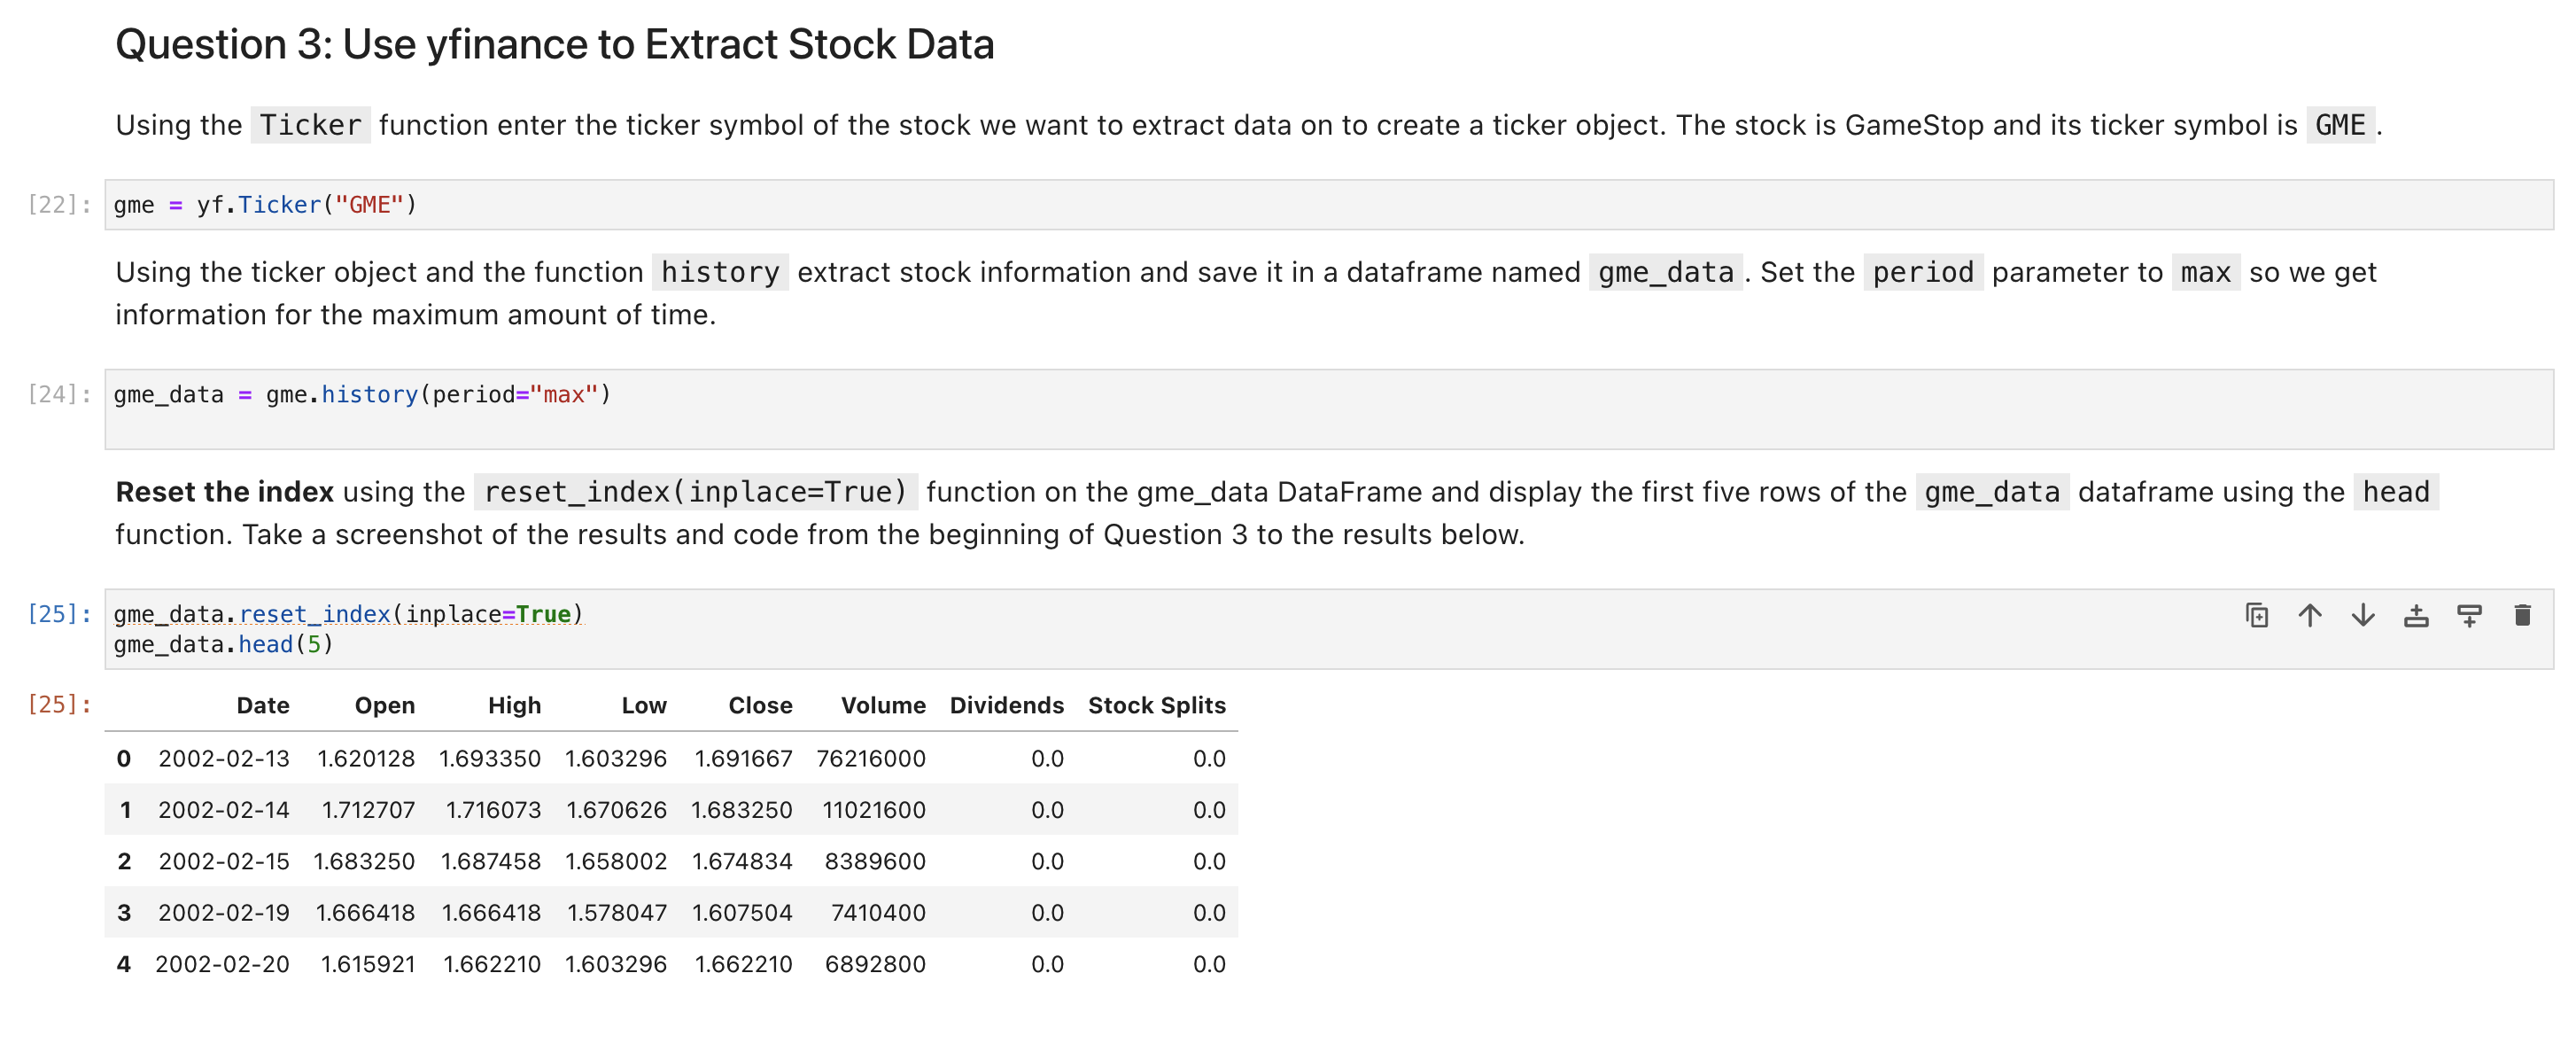 Question 3: Use yfinance to Extract Stock Data
Using the Ticker function enter the ticker symbol of the stock we want to extract data on to create a ticker object. The stock is GameStop and its ticker symbol is GME.
[22]: gme = yf.Ticker("GME")
Using the ticker object and the function history extract stock information and save it in a dataframe named gme_data. Set the period parameter to max so we get
information for the maximum amount of time.
[24]: gme_data = gme.history(period="max")
Reset the index using the reset_index(inplace=True) function on the gme_data DataFrame and display the first five rows of the gme_data dataframe using the head
function. Take a screenshot of the results and code from the beginning of Question 3 to the results below.
[25]: gme_data.reset_index(inplace=True)
gme_data.head(5)
[25]: Date Open High Low Close Volume Dividends Stock Splits
0 2002-02-13 1.620128 1.693350 1.603296 1.691667 76216000 0.0 0.0
1 2002-02-14 1.712707 1.716073 1.670626 1.683250 11021600 0.0 0.0
2 2002-02-15 1.683250 1.687458 1.658002 1.674834 8389600 0.0 0.0
3 2002-02-19 1.666418 1.666418 1.578047 1.607504 7410400 0.0 0.0
4 2002-02-20 1.615921 1.662210 1.603296 1.662210 6892800 0.0 0.0